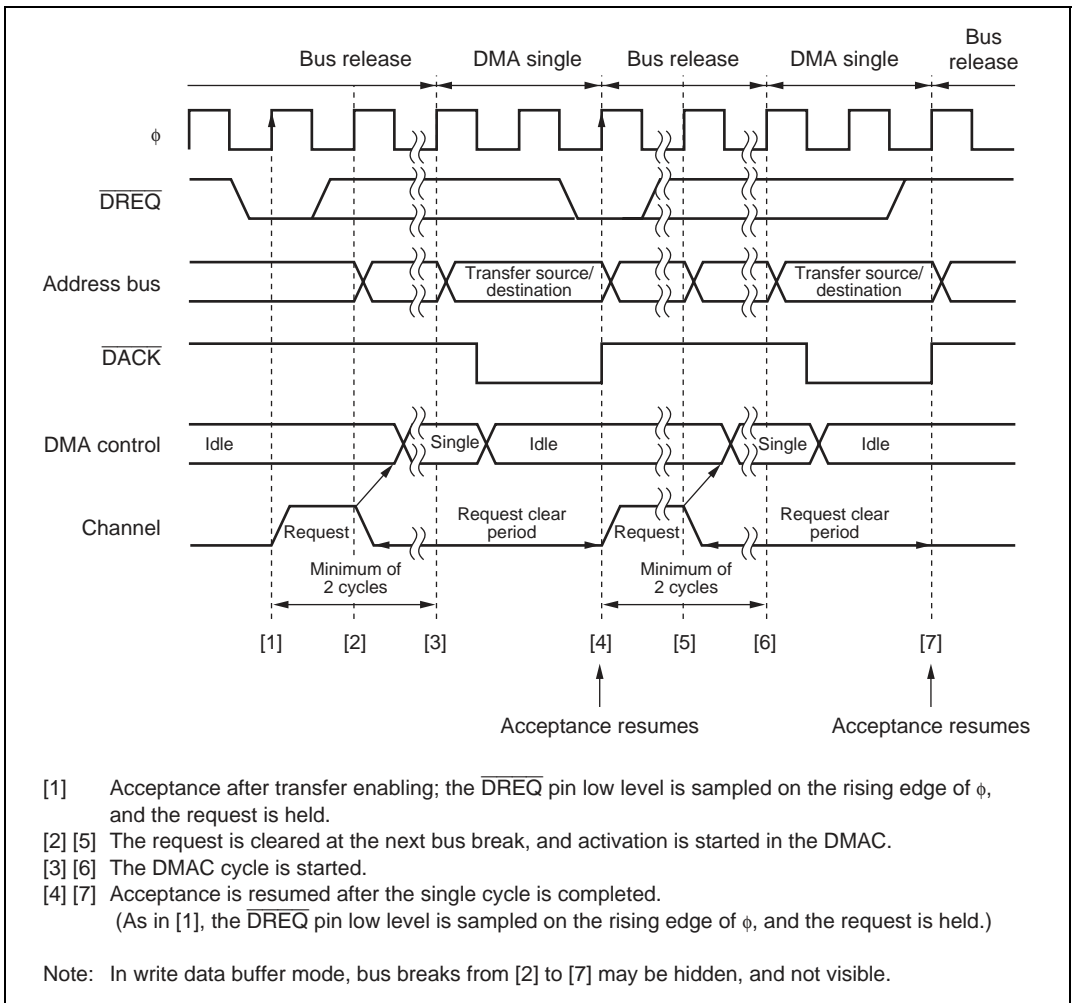 Bus release DMA single Bus release DMA single Bus release
φ
DREQ
Address bus Transfer source/ destination Transfer source/ destination
DACK
DMA control Idle Single Idle Single Idle
Channel Request Request clear period Request Request clear period
Minimum of 2 cycles Minimum of 2 cycles
[1] [2] [3] [4] [5] [6] [7]
Acceptance resumes Acceptance resumes
[1] Acceptance after transfer enabling; the DREQ pin low level is sampled on the rising edge of φ,
and the request is held.
[2] [5] The request is cleared at the next bus break, and activation is started in the DMAC.
[3] [6] The DMAC cycle is started.
[4] [7] Acceptance is resumed after the single cycle is completed.
(As in [1], the DREQ pin low level is sampled on the rising edge of φ, and the request is held.)
Note: In write data buffer mode, bus breaks from [2] to [7] may be hidden, and not visible.